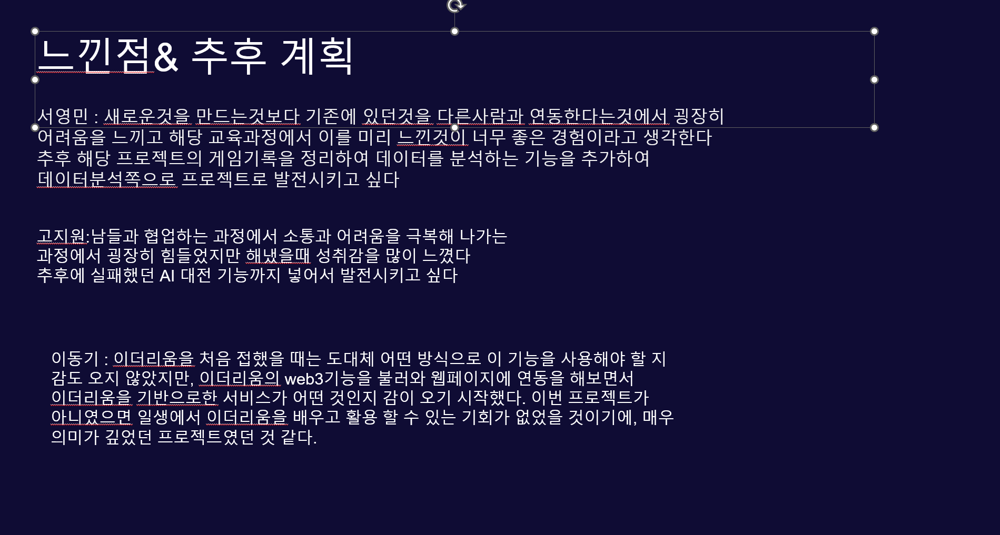 느낀점& 추후 계획
서영민 : 새로운것을 만드는것보다 기존에 있던것을 다른사람과 연동한다는것에서 굉장히
어려움을 느끼고 해당 교육과정에서 이를 미리 느낀것이 너무 좋은 경험이라고 생각한다
추후 해당 프로젝트의 게임기록을 정리하여 데이터를 분석하는 기능을 추가하여
데이터분석쪽으로 프로젝트로 발전시키고 싶다
고지원:남들과 협업하는 과정에서 소통과 어려움을 극복해 나가는
과정에서 굉장히 힘들었지만 해냈을때 성취감을 많이 느꼈다
추후에 실패했던 AI 대전 기능까지 넣어서 발전시키고 싶다
이동기 : 이더리움을 처음 접했을 때는 도대체 어떤 방식으로 이 기능을 사용해야 할 지
감도 오지 않았지만, 이더리움의 web3기능을 불러와 웹페이지에 연동을 해보면서
이더리움을 기반으로한 서비스가 어떤 것인지 감이 오기 시작했다. 이번 프로젝트가
아니였으면 일생에서 이더리움을 배우고 활용 할 수 있는 기회가 없었을 것이기에, 매우
의미가 깊었던 프로젝트였던 것 같다.